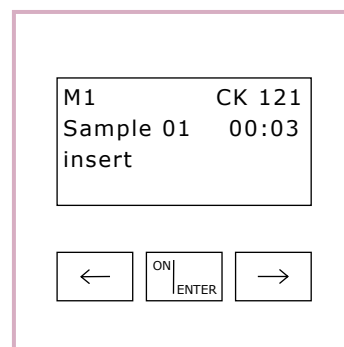 M1 CK 121
Sample 01 00:03
insert
← ON ENTER →